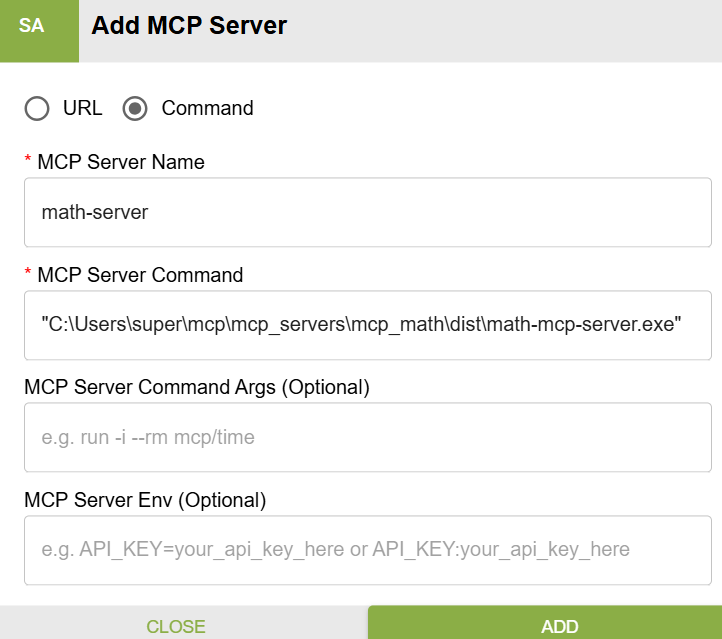 SA
Add MCP Server
URL Command
* MCP Server Name
math-server
* MCP Server Command
"C:\Users\super\mcp\mcp_servers\mcp_math\dist\math-mcp-server.exe"
MCP Server Command Args (Optional)
e.g. run -i --rm mcp/time
MCP Server Env (Optional)
e.g. API_KEY=your_api_key_here or API_KEY:your_api_key_here
CLOSE ADD